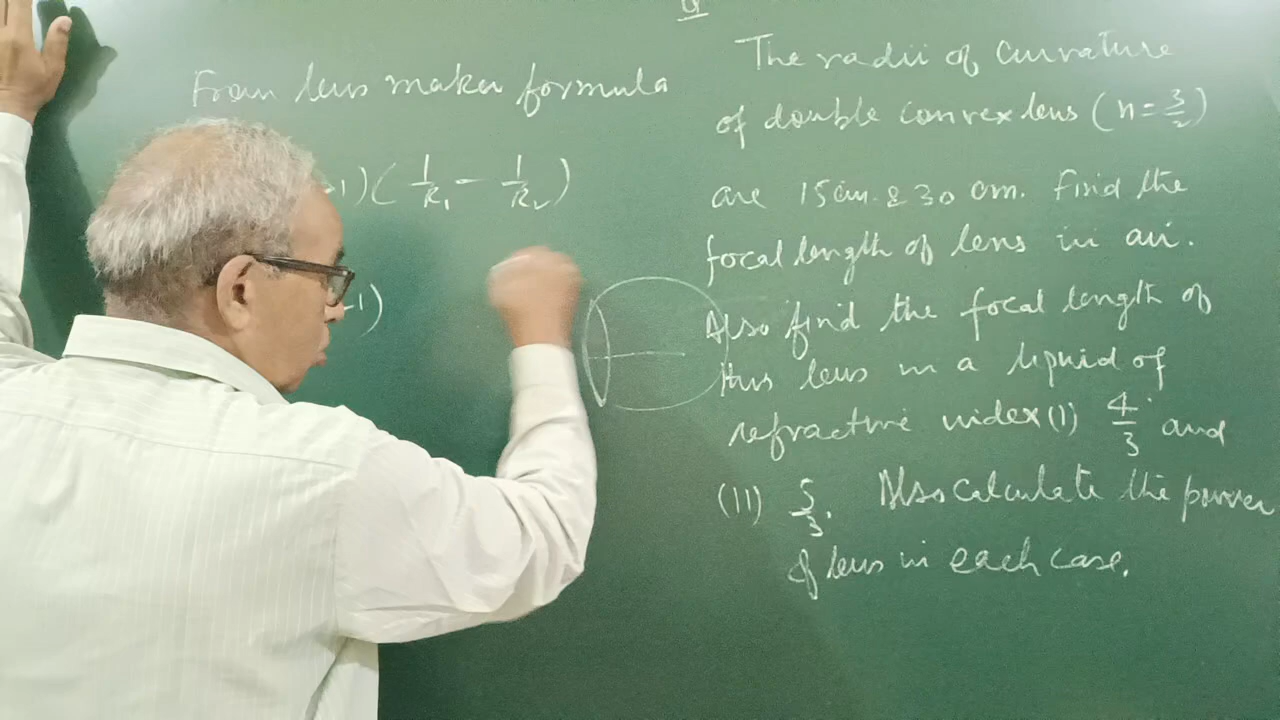 Q
From lens maker formula
-1) ( 1/R₁ - 1/R₂ )
-1)
The radii of curvature
of double convex lens (n = 3/2)
are 15 cm. & 30 cm. Find the
focal length of lens in air.
Also find the focal length of
this lens in a liquid of
refractive index (I) 4/3 and
(II) 5/3. Also calculate the power
of lens in each case.